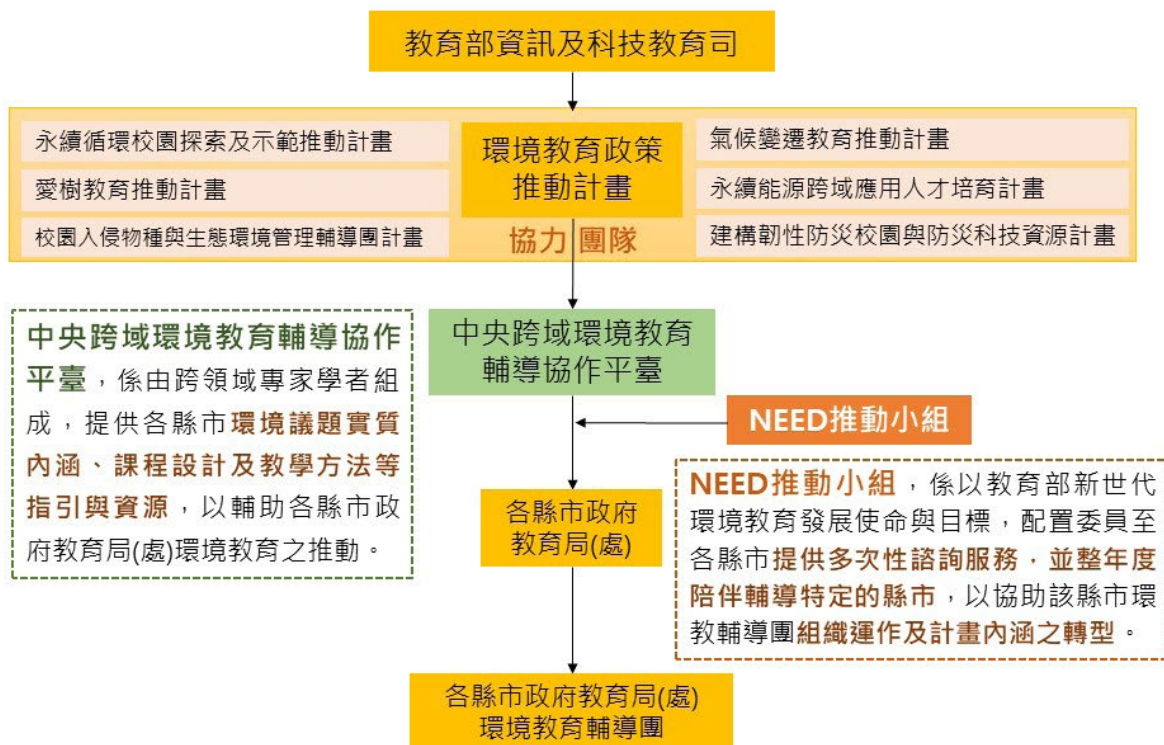 教育部資訊及科技教育司
永續循環校園探索及示範推動計畫
愛樹教育推動計畫
校園入侵物種與生態環境管理輔導團計畫
環境教育政策
推動計畫
協力團隊
氣候變遷教育推動計畫
永續能源跨域應用人才培育計畫
建構韌性防災校園與防災科技資源計畫
中央跨域環境教育輔導協作
平臺，係由跨領域專家學者組
成，提供各縣市環境議題實質
內涵、課程設計及教學方法等
指引與資源，以輔助各縣市政
府教育局(處)環境教育之推動。
中央跨域環境教育
輔導協作平臺
NEED推動小組
NEED推動小組，係以教育部新世代
環境教育發展使命與目標，配置委員至
各縣市提供多次性諮詢服務，並整年度
陪伴輔導特定的縣市，以協助該縣市環
教輔導團組織運作及計畫內涵之轉型。
各縣市政府
教育局(處)
各縣市政府教育局(處)
環境教育輔導團